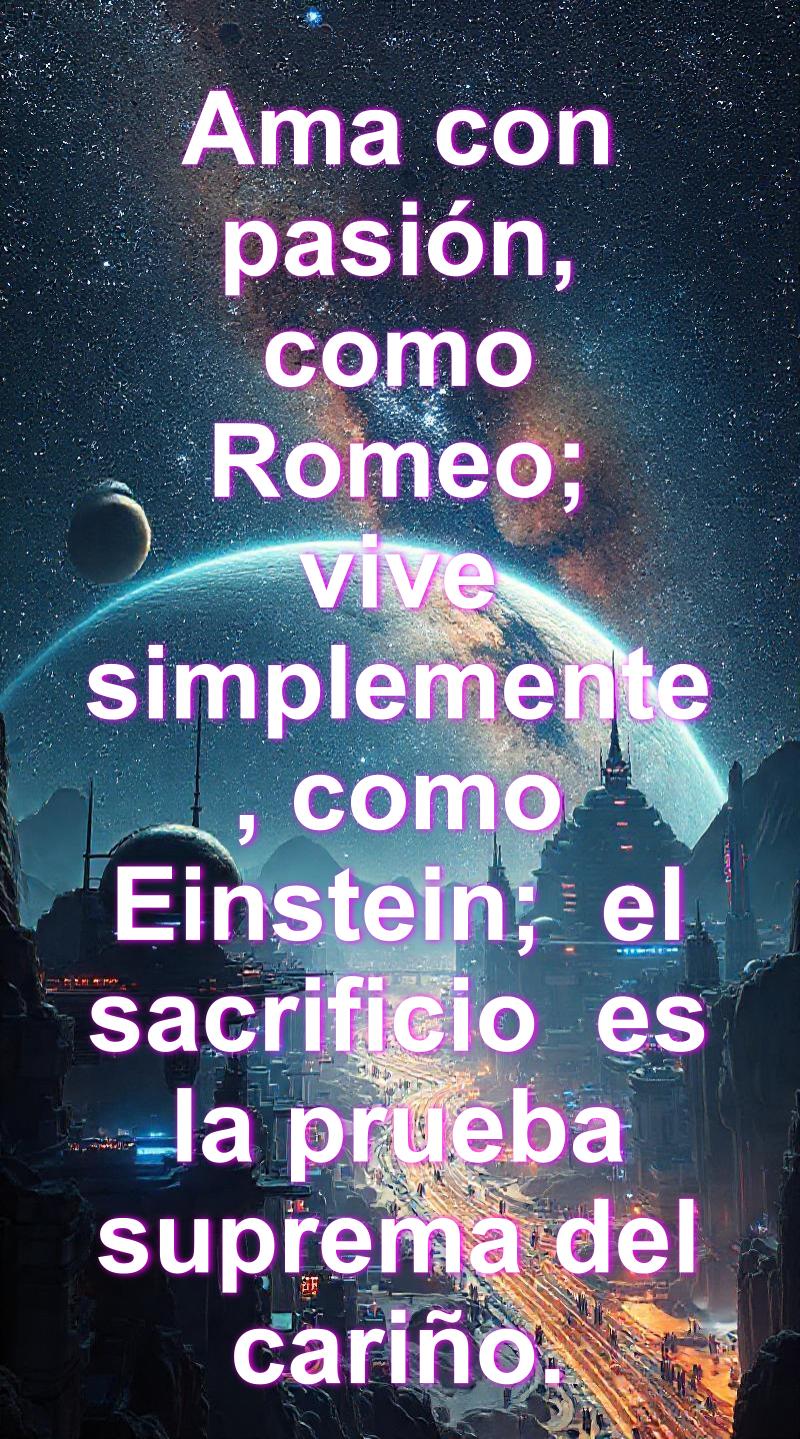 Ama con
pasión,
como
Romeo;
vive
simplemente
, como
Einstein;  el
sacrificio  es
la prueba
suprema del
cariño.